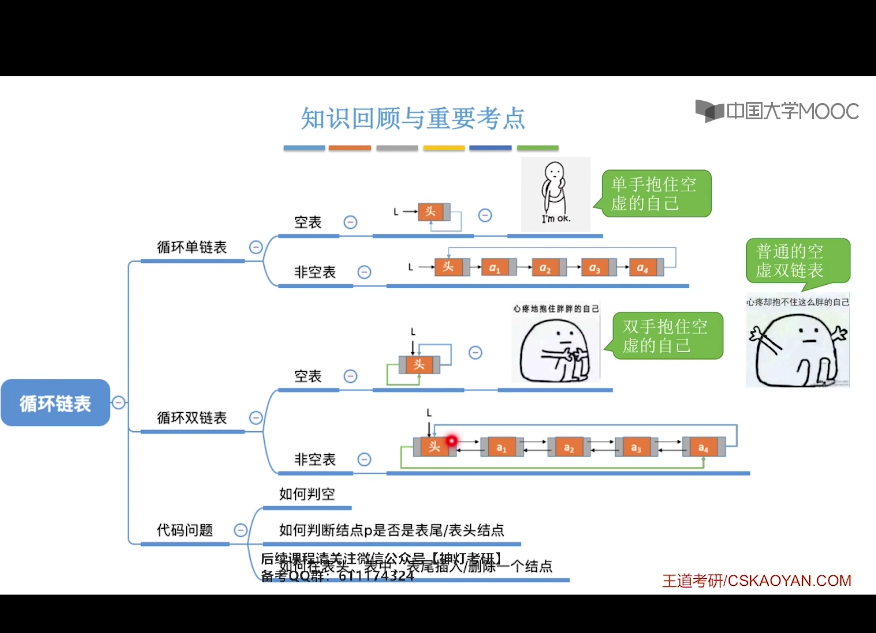 知识回顾与重要考点
中国大学MOOC
单手抱住空
虚的自己
I'm ok.
空表
L
头
循环单链表
非空表
L
头
a1
a2
a3
a4
普通的空
虚双链表
心疼却抱不住这么胖的自己
心疼地抱住胖胖的自己
双手抱住空
虚的自己
L
头
空表
循环链表
循环双链表
L
头
a1
a2
a3
a4
非空表
如何判空
代码问题
如何判断结点p是否是表尾/表头结点
后续课程请关注微信公众号【神灯考研】
如何在表头、表中、表尾插入/删除一个结点
备考QQ群：611174324
王道考研/CSKAOYAN.COM